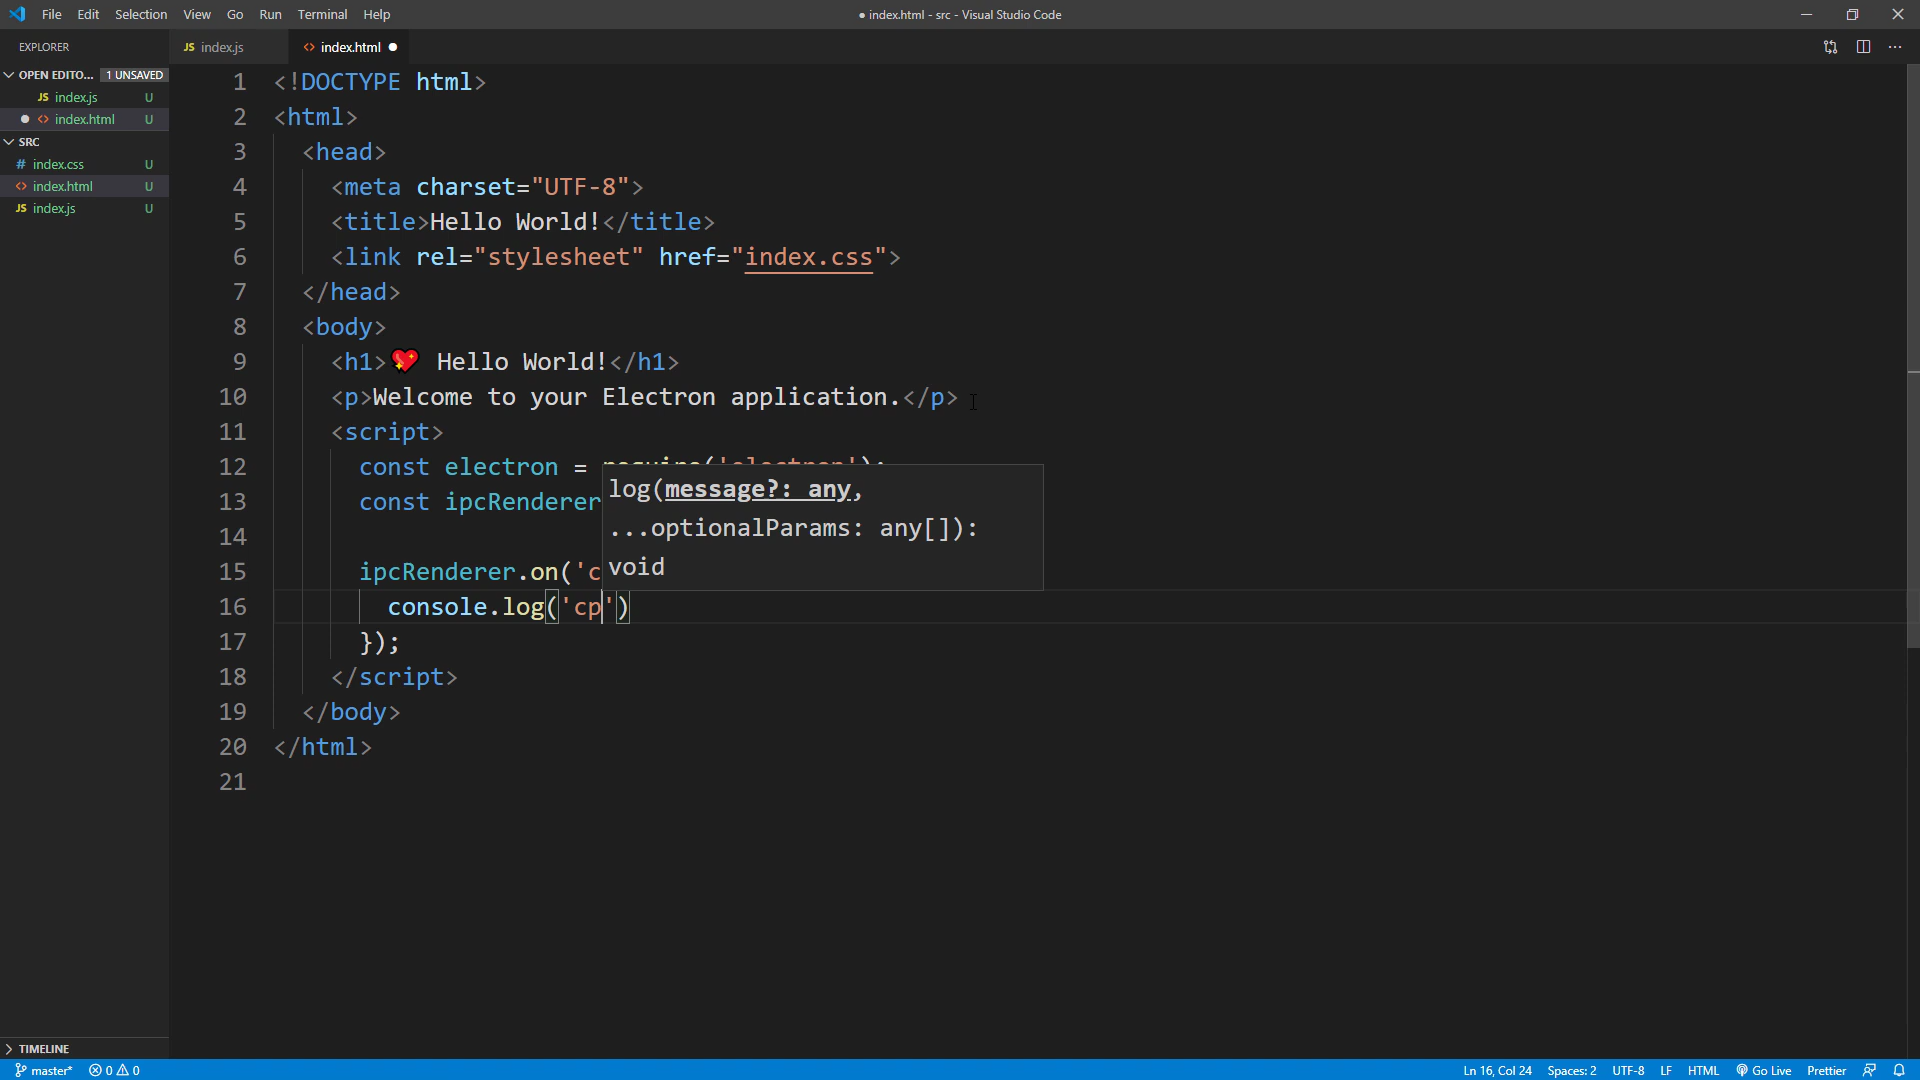 File Edit Selection View Go Run Terminal Help
● index.html - src - Visual Studio Code
EXPLORER
OPEN EDITO... 1 UNSAVED
JS index.js U
● <> index.html U
SRC
# index.css U
<> index.html U
JS index.js U
TIMELINE
JS index.js
<> index.html ●
1 <!DOCTYPE html>
2 <html>
3 <head>
4 <meta charset="UTF-8">
5 <title>Hello World!</title>
6 <link rel="stylesheet" href="index.css">
7 </head>
8 <body>
9 <h1>💖 Hello World!</h1>
10 <p>Welcome to your Electron application.</p>
11 <script>
12 const electron = require('electron');
13 const ipcRenderer
14
15 ipcRenderer.on('c
16 console.log('cp')
17 });
18 </script>
19 </body>
20 </html>
21
log(message?: any,
...optionalParams: any[]):
void
master* 0 0
Ln 16, Col 24 Spaces: 2 UTF-8 LF HTML Go Live Prettier